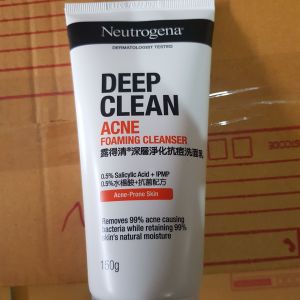 Neutrogena®
DERMATOLOGIST TESTED
DEEP
CLEAN
ACNE
FOAMING CLEANSER
露得清®深層淨化抗痘洗面乳
0.5% Salicylic Acid + IPMP
0.5%水楊酸+抗菌配方
Acne-Prone Skin
Removes 99% acne causing
bacteria while retaining 99%
skin's natural moisture
150g